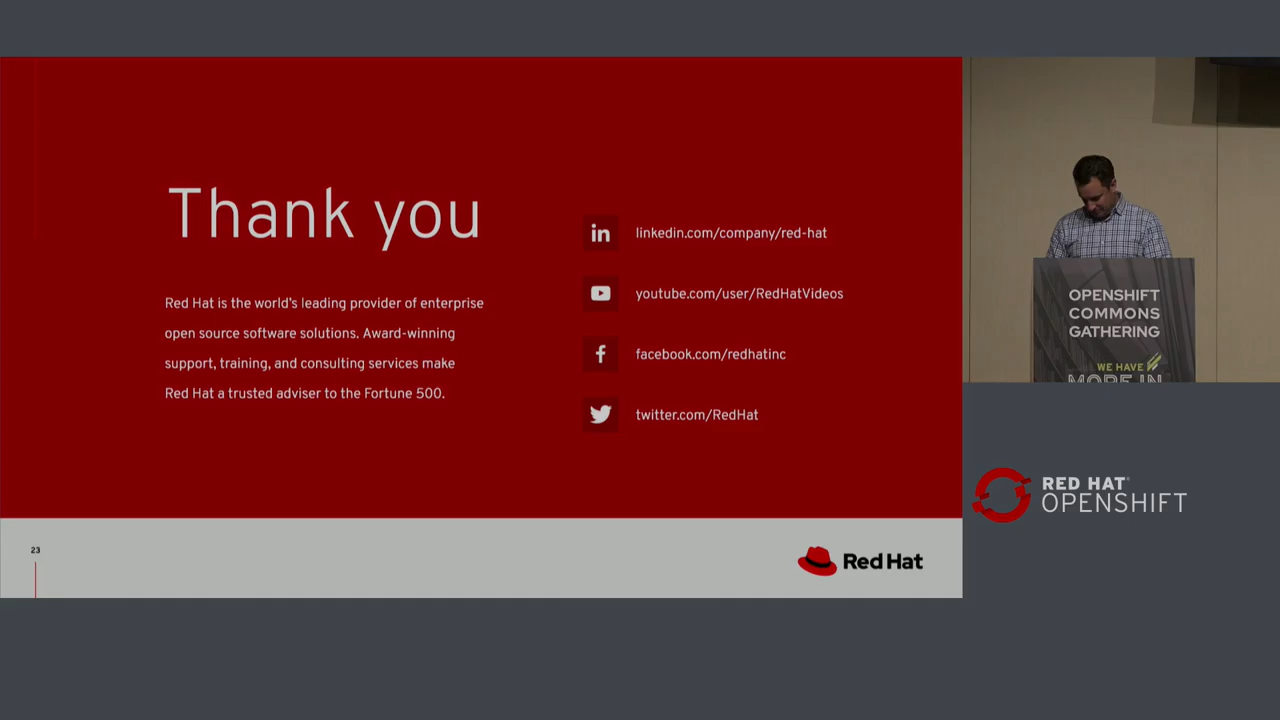 Thank you
Red Hat is the world's leading provider of enterprise
open source software solutions. Award-winning
support, training, and consulting services make
Red Hat a trusted adviser to the Fortune 500.
linkedin.com/company/red-hat
youtube.com/user/RedHatVideos
facebook.com/redhatinc
twitter.com/RedHat
23
Red Hat
OPENSHIFT
COMMONS
GATHERING
WE HAVE
MORE IN
RED HAT
OPENSHIFT